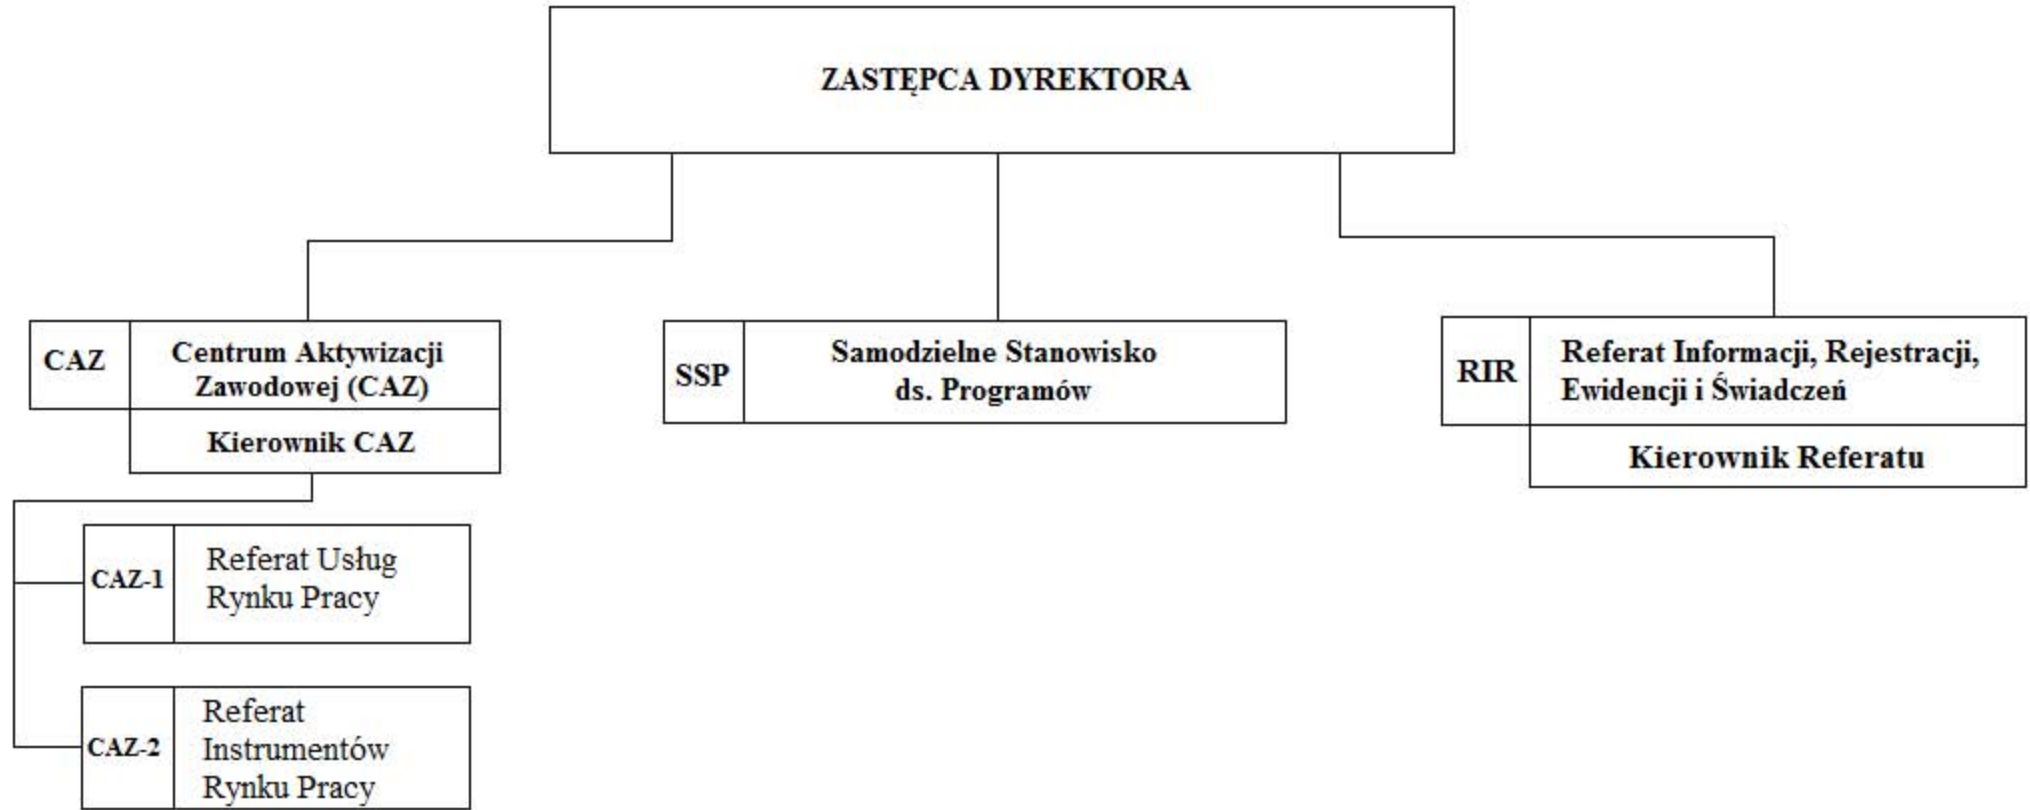 ZASTĘPCA DYREKTORA
CAZ
Centrum Aktywizacji
Zawodowej (CAZ)
Kierownik CAZ
CAZ-1
Referat Usług
Rynku Pracy
CAZ-2
Referat
Instrumentów
Rynku Pracy
SSP
Samodzielne Stanowisko
ds. Programów
RIR
Referat Informacji, Rejestracji,
Ewidencji i Świadczeń
Kierownik Referatu